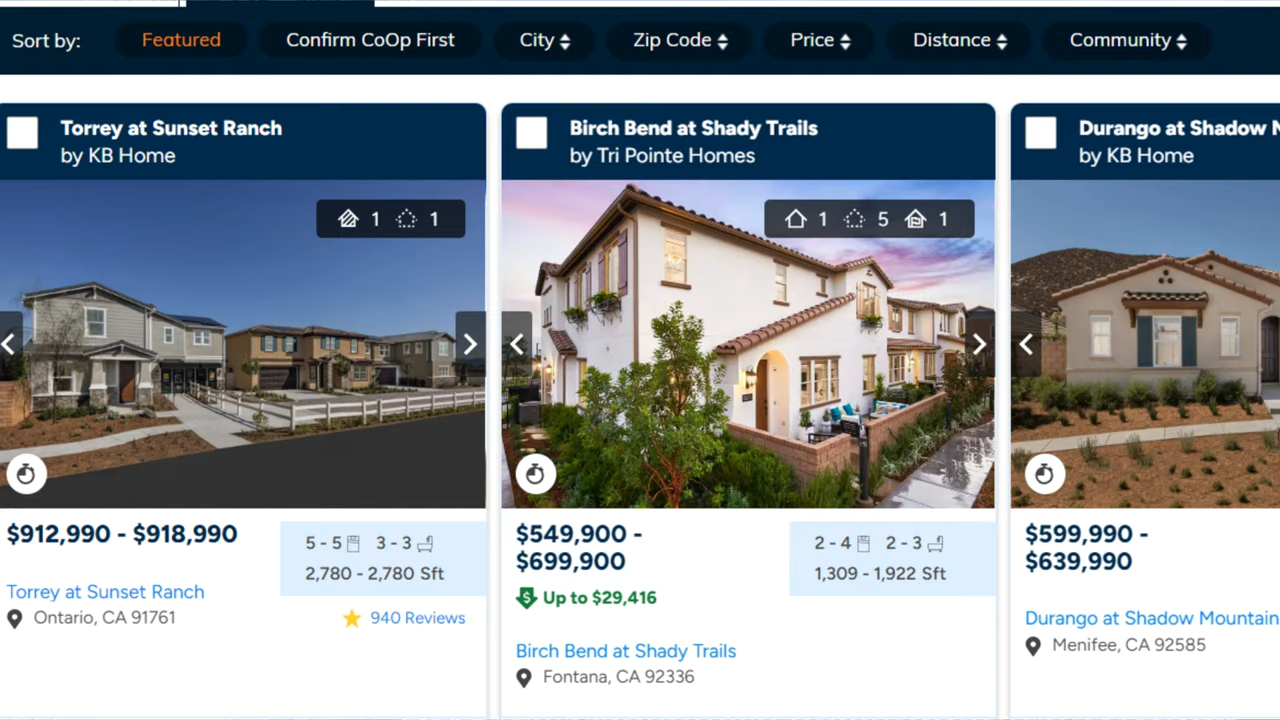 Sort by: Featured Confirm CoOp First City Zip Code Price Distance Community
Torrey at Sunset Ranch
by KB Home
1 1
$912,990 - $918,990
5 - 5 3 - 3
2,780 - 2,780 Sft
Torrey at Sunset Ranch
Ontario, CA 91761
940 Reviews
Birch Bend at Shady Trails
by Tri Pointe Homes
1 5 1
$549,900 -
$699,900
2 - 4 2 - 3
1,309 - 1,922 Sft
Up to $29,416
Birch Bend at Shady Trails
Fontana, CA 92336
Durango at Shadow
by KB Home
$599,990 -
$639,990
Durango at Shadow Mountain
Menifee, CA 92585